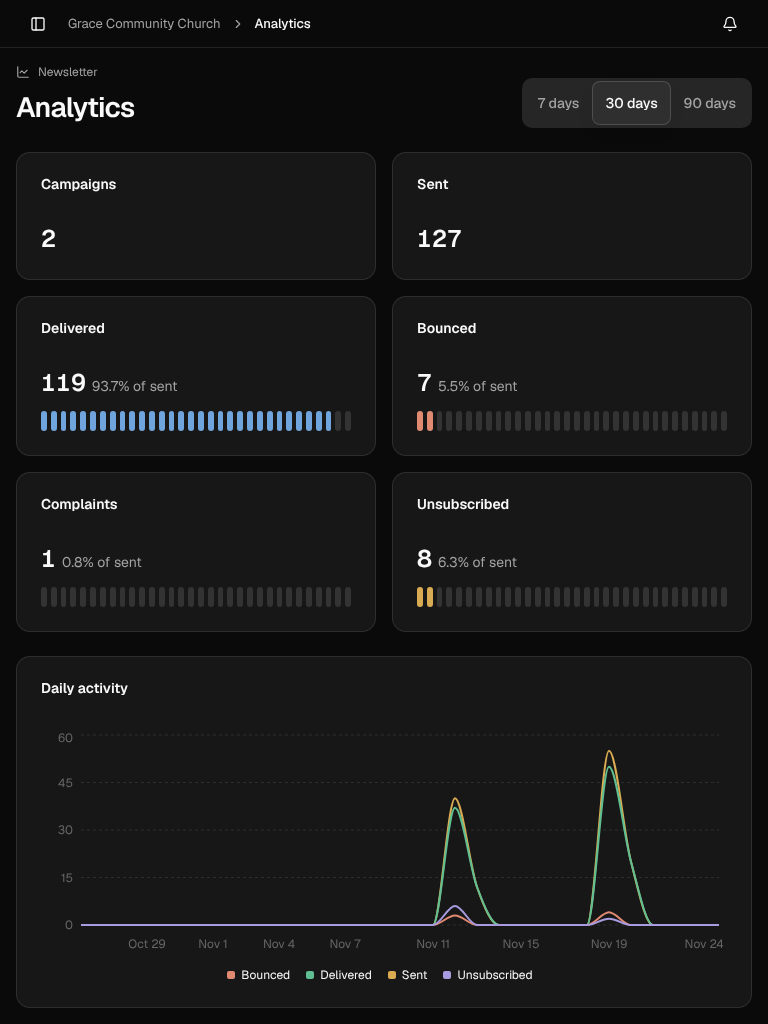 Grace Community Church > Analytics
Newsletter
Analytics
7 days 30 days 90 days
Campaigns
2
Sent
127
Delivered
119 93.7% of sent
Bounced
7 5.5% of sent
Complaints
1 0.8% of sent
Unsubscribed
8 6.3% of sent
Daily activity
60
45
30
15
0
Oct 29 Nov 1 Nov 4 Nov 7 Nov 11 Nov 15 Nov 19 Nov 24
Bounced Delivered Sent Unsubscribed